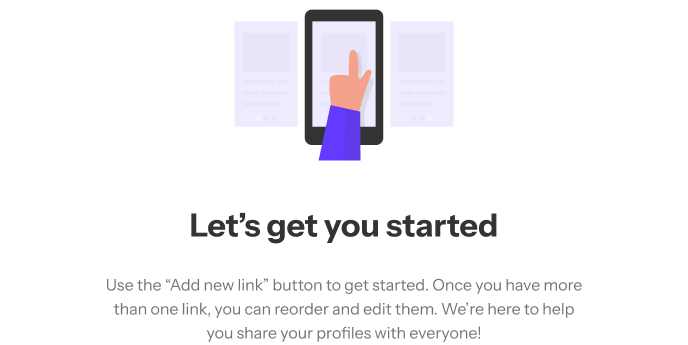 Let’s get you started
Use the “Add new link” button to get started. Once you have more
than one link, you can reorder and edit them. We’re here to help
you share your profiles with everyone!